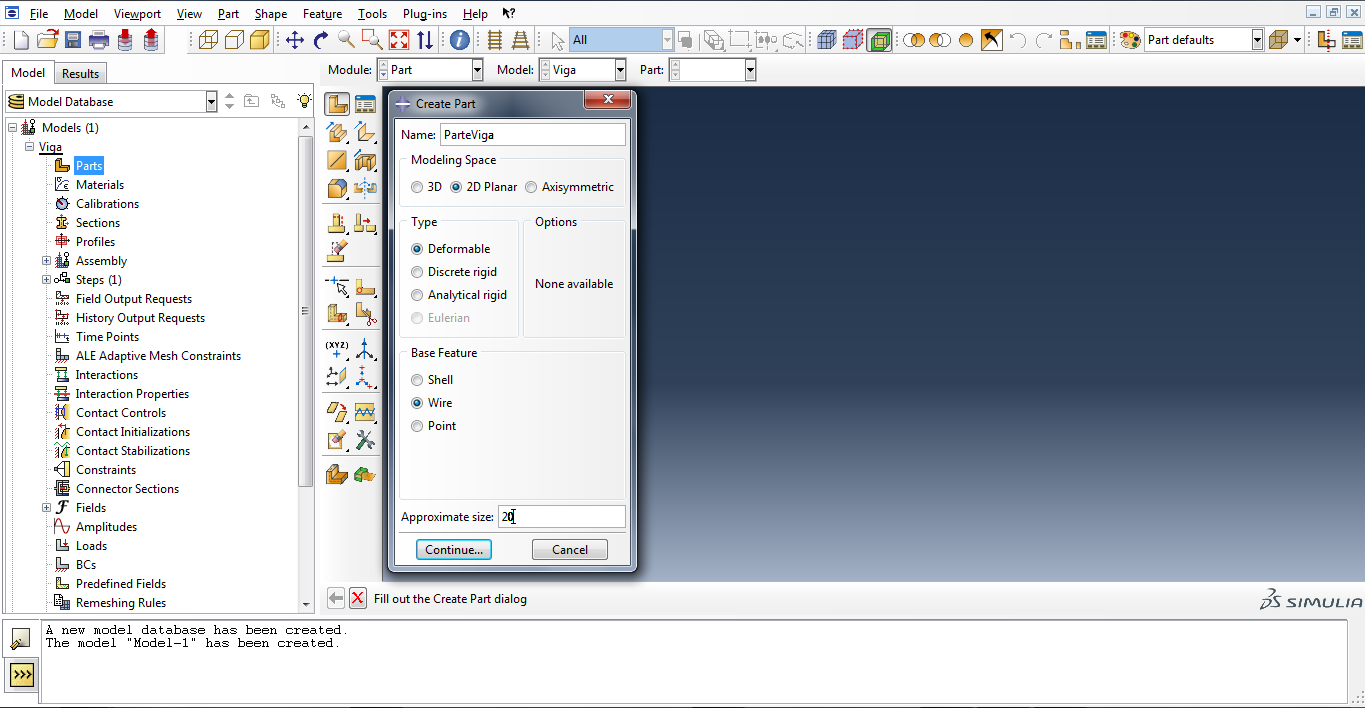 File Model Viewport View Part Shape Feature Tools Plug-ins Help
All
Part defaults
Model Results
Module: Part Model: Viga Part:
Model Database
Models (1)
Viga
Parts
Materials
Calibrations
Sections
Profiles
Assembly
Steps (1)
Field Output Requests
History Output Requests
Time Points
ALE Adaptive Mesh Constraints
Interactions
Interaction Properties
Contact Controls
Contact Initializations
Contact Stabilizations
Constraints
Connector Sections
Fields
Amplitudes
Loads
BCs
Predefined Fields
Remeshing Rules
(XYZ)
Create Part
Name: ParteViga
Modeling Space
3D 2D Planar Axisymmetric
Type
Deformable
Discrete rigid
Analytical rigid
Eulerian
Options
None available
Base Feature
Shell
Wire
Point
Approximate size: 20
Continue... Cancel
Fill out the Create Part dialog
SIMULIA
A new model database has been created.
The model "Model-1" has been created.
>>>